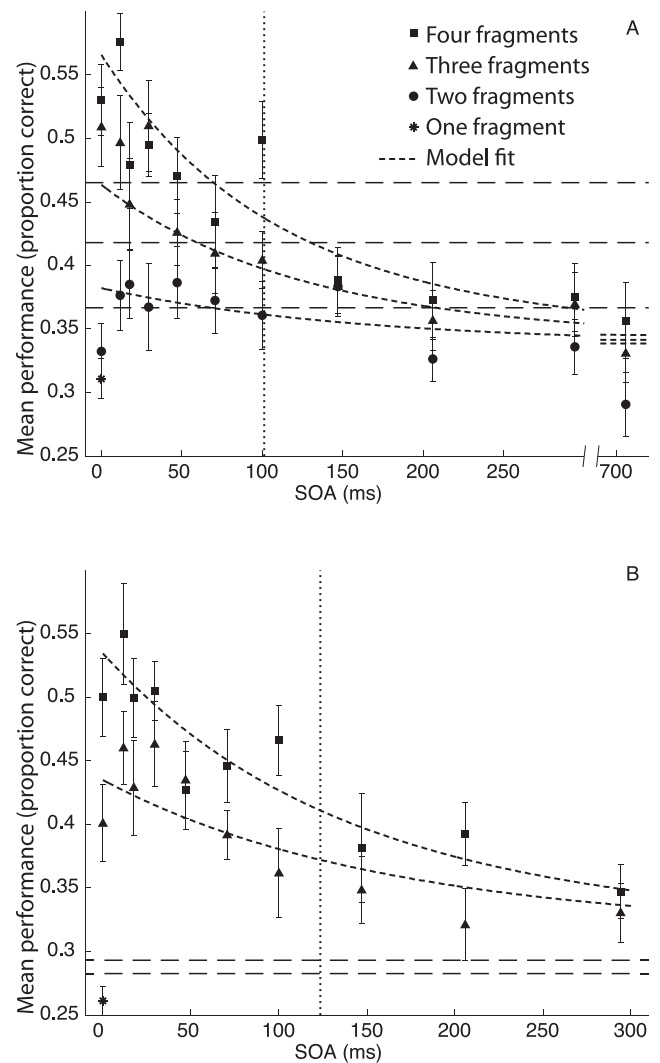 A
Four fragments
Three fragments
Two fragments
One fragment
Model fit
Mean performance (proportion correct)
0.55
0.5
0.45
0.4
0.35
0.3
0.25
0 50 100 150 200 250 700
SOA (ms)
B
Mean performance (proportion correct)
0.55
0.5
0.45
0.4
0.35
0.3
0.25
0 50 100 150 200 250 300
SOA (ms)